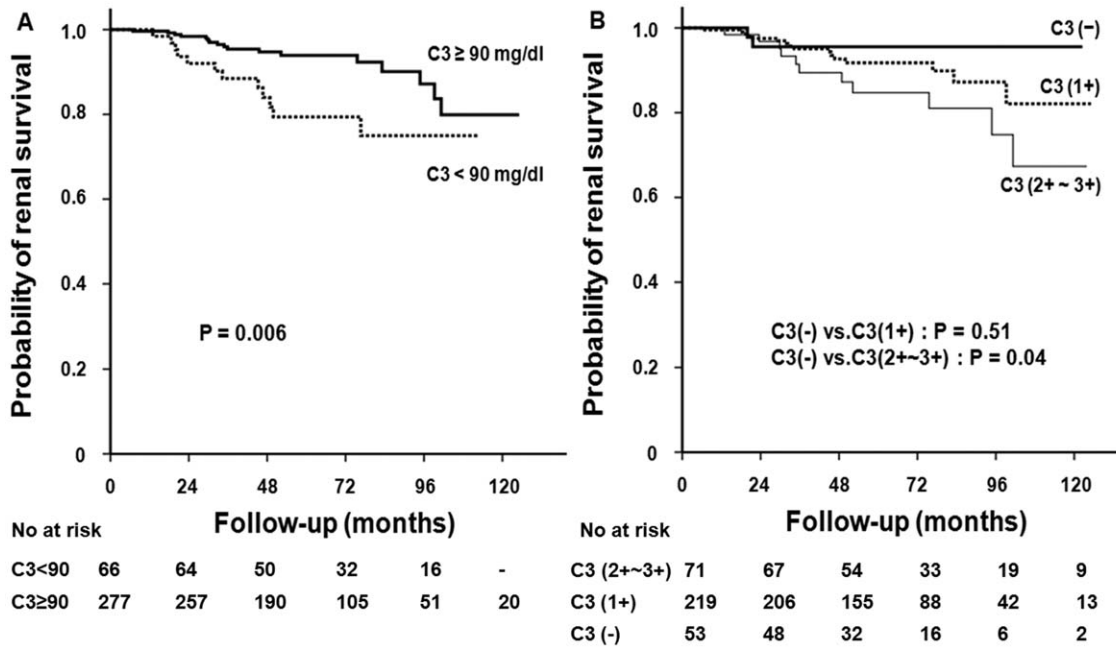 A
Probability of renal survival
1.0
0.8
0.6
0.4
0.2
0
C3 ≥ 90 mg/dl
C3 < 90 mg/dl
P = 0.006
0 24 48 72 96 120
Follow-up (months)
No at risk
C3<90 66 64 50 32 16 -
C3≥90 277 257 190 105 51 20
B
Probability of renal survival
1.0
0.8
0.6
0.4
0.2
0
C3 (−)
C3 (1+)
C3 (2+ ~ 3+)
C3(-) vs.C3(1+) : P = 0.51
C3(-) vs.C3(2+~3+) : P = 0.04
0 24 48 72 96 120
Follow-up (months)
No at risk
C3 (2+~3+) 71 67 54 33 19 9
C3 (1+) 219 206 155 88 42 13
C3 (-) 53 48 32 16 6 2